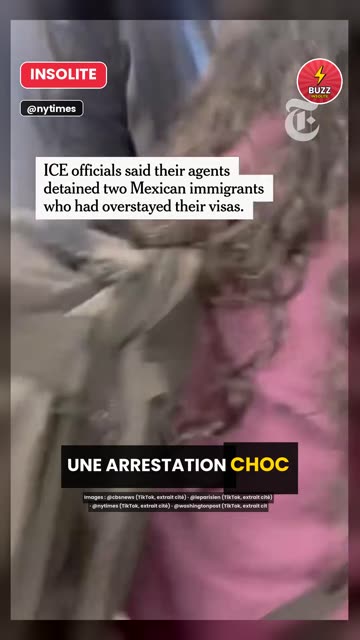 INSOLITE
@nytimes
BUZZ
INSOLITE
T
ICE officials said their agents
detained two Mexican immigrants
who had overstayed their visas.
UNE ARRESTATION CHOC
Images : @cbsnews (TikTok, extrait cité) · @leparisien (TikTok, extrait cité)
· @nytimes (TikTok, extrait cité) · @washingtonpost (TikTok, extrait cit